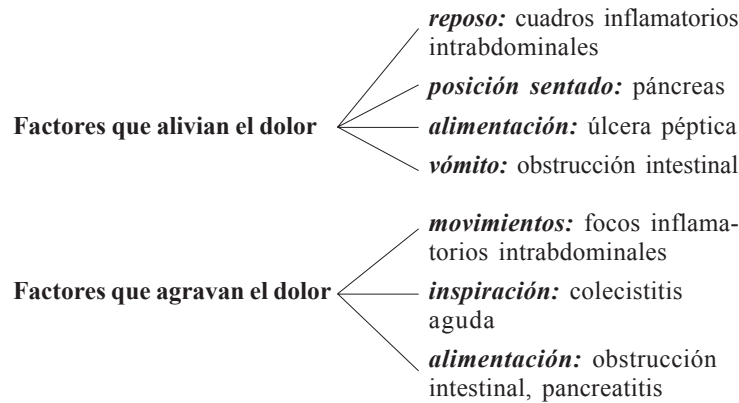 reposo: cuadros inflamatorios
intrabdominales
posición sentado: páncreas
Factores que alivian el dolor
alimentación: úlcera péptica
vómito: obstrucción intestinal
movimientos: focos inflama-
torios intrabdominales
Factores que agravan el dolor
inspiración: colecistitis
aguda
alimentación: obstrucción
intestinal, pancreatitis